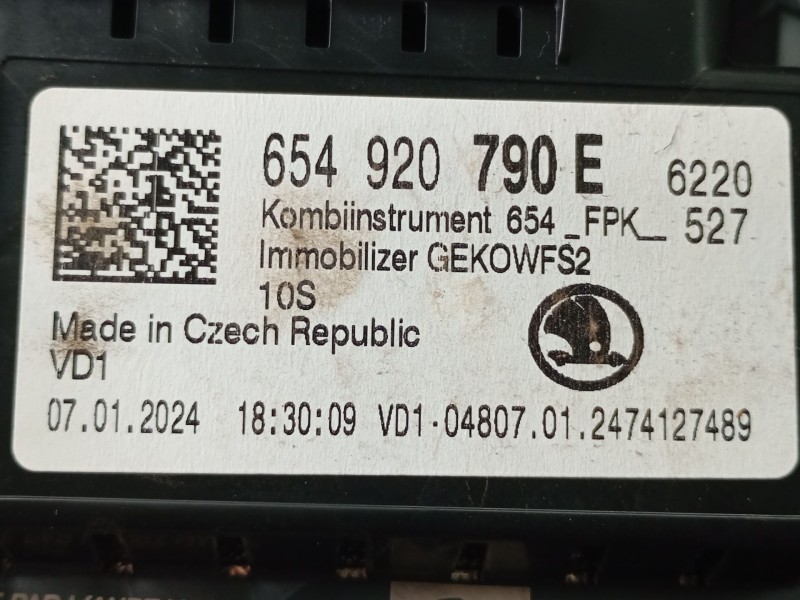 654 920 790 E 6220
Kombiinstrument 654 _FPK_ 527
Immobilizer GEKOWFS2
10S
Made in Czech Republic
VD1
07.01.2024 18:30:09 VD1-04807.01.2474127489